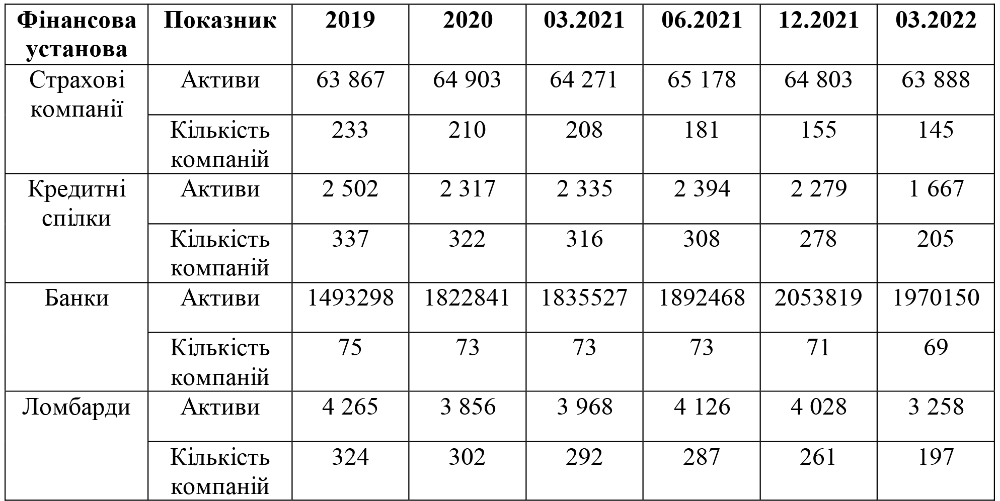 Фінансова установа Показник 2019 2020 03.2021 06.2021 12.2021 03.2022
Страхові компанії Активи 63 867 64 903 64 271 65 178 64 803 63 888
Кількість компаній 233 210 208 181 155 145
Кредитні спілки Активи 2 502 2 317 2 335 2 394 2 279 1 667
Кількість компаній 337 322 316 308 278 205
Банки Активи 1493298 1822841 1835527 1892468 2053819 1970150
Кількість компаній 75 73 73 73 71 69
Ломбарди Активи 4 265 3 856 3 968 4 126 4 028 3 258
Кількість компаній 324 302 292 287 261 197